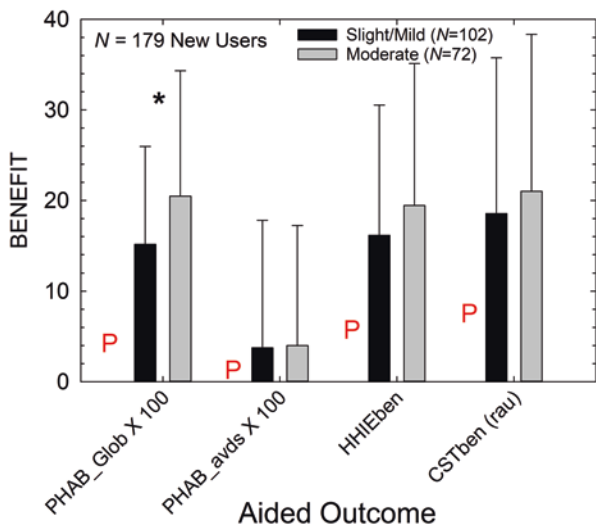 40
30
20
10
0
BENEFIT
N = 179 New Users
Slight/Mild (N=102)
Moderate (N=72)
*
P
P
P
P
PHAB_Glob X 100
PHAB_avds X 100
HHIEben
CSTben (rau)
Aided Outcome